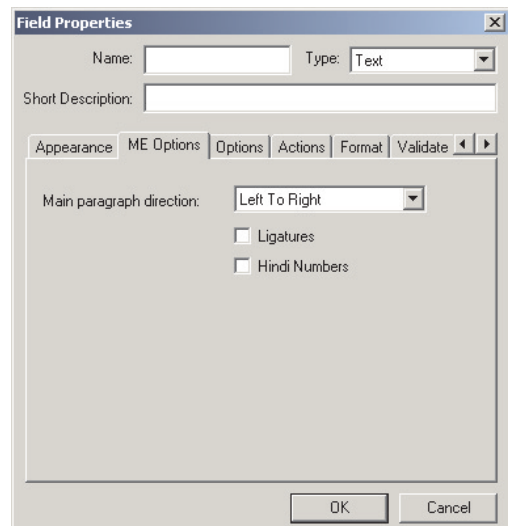 Field Properties
Name: Type: Text
Short Description:
Appearance ME Options Options Actions Format Validate
Main paragraph direction: Left To Right
Ligatures
Hindi Numbers
OK Cancel